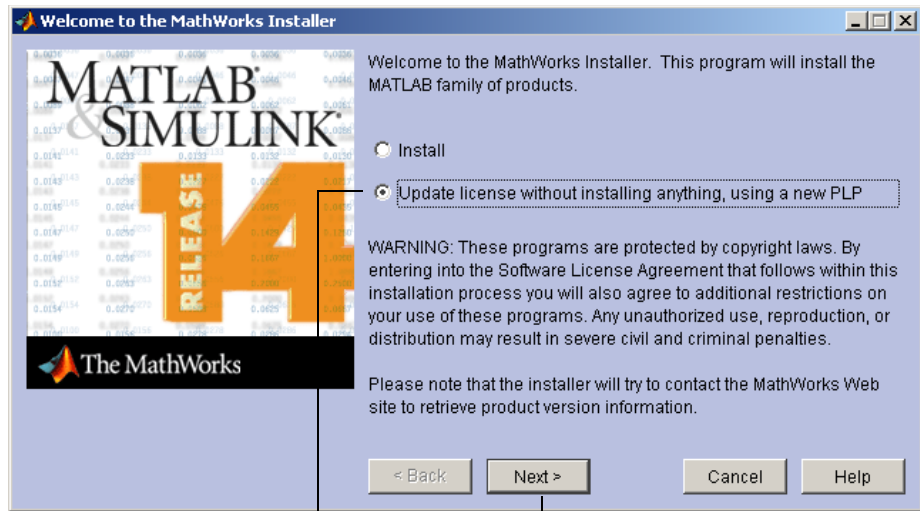 Welcome to the MathWorks Installer
MATLAB
&SIMULINK
RELEASE
14
The MathWorks
Welcome to the MathWorks Installer. This program will install the
MATLAB family of products.
Install
Update license without installing anything, using a new PLP
WARNING: These programs are protected by copyright laws. By
entering into the Software License Agreement that follows within this
installation process you will also agree to additional restrictions on
your use of these programs. Any unauthorized use, reproduction, or
distribution may result in severe civil and criminal penalties.
Please note that the installer will try to contact the MathWorks Web
site to retrieve product version information.
< Back
Next >
Cancel
Help